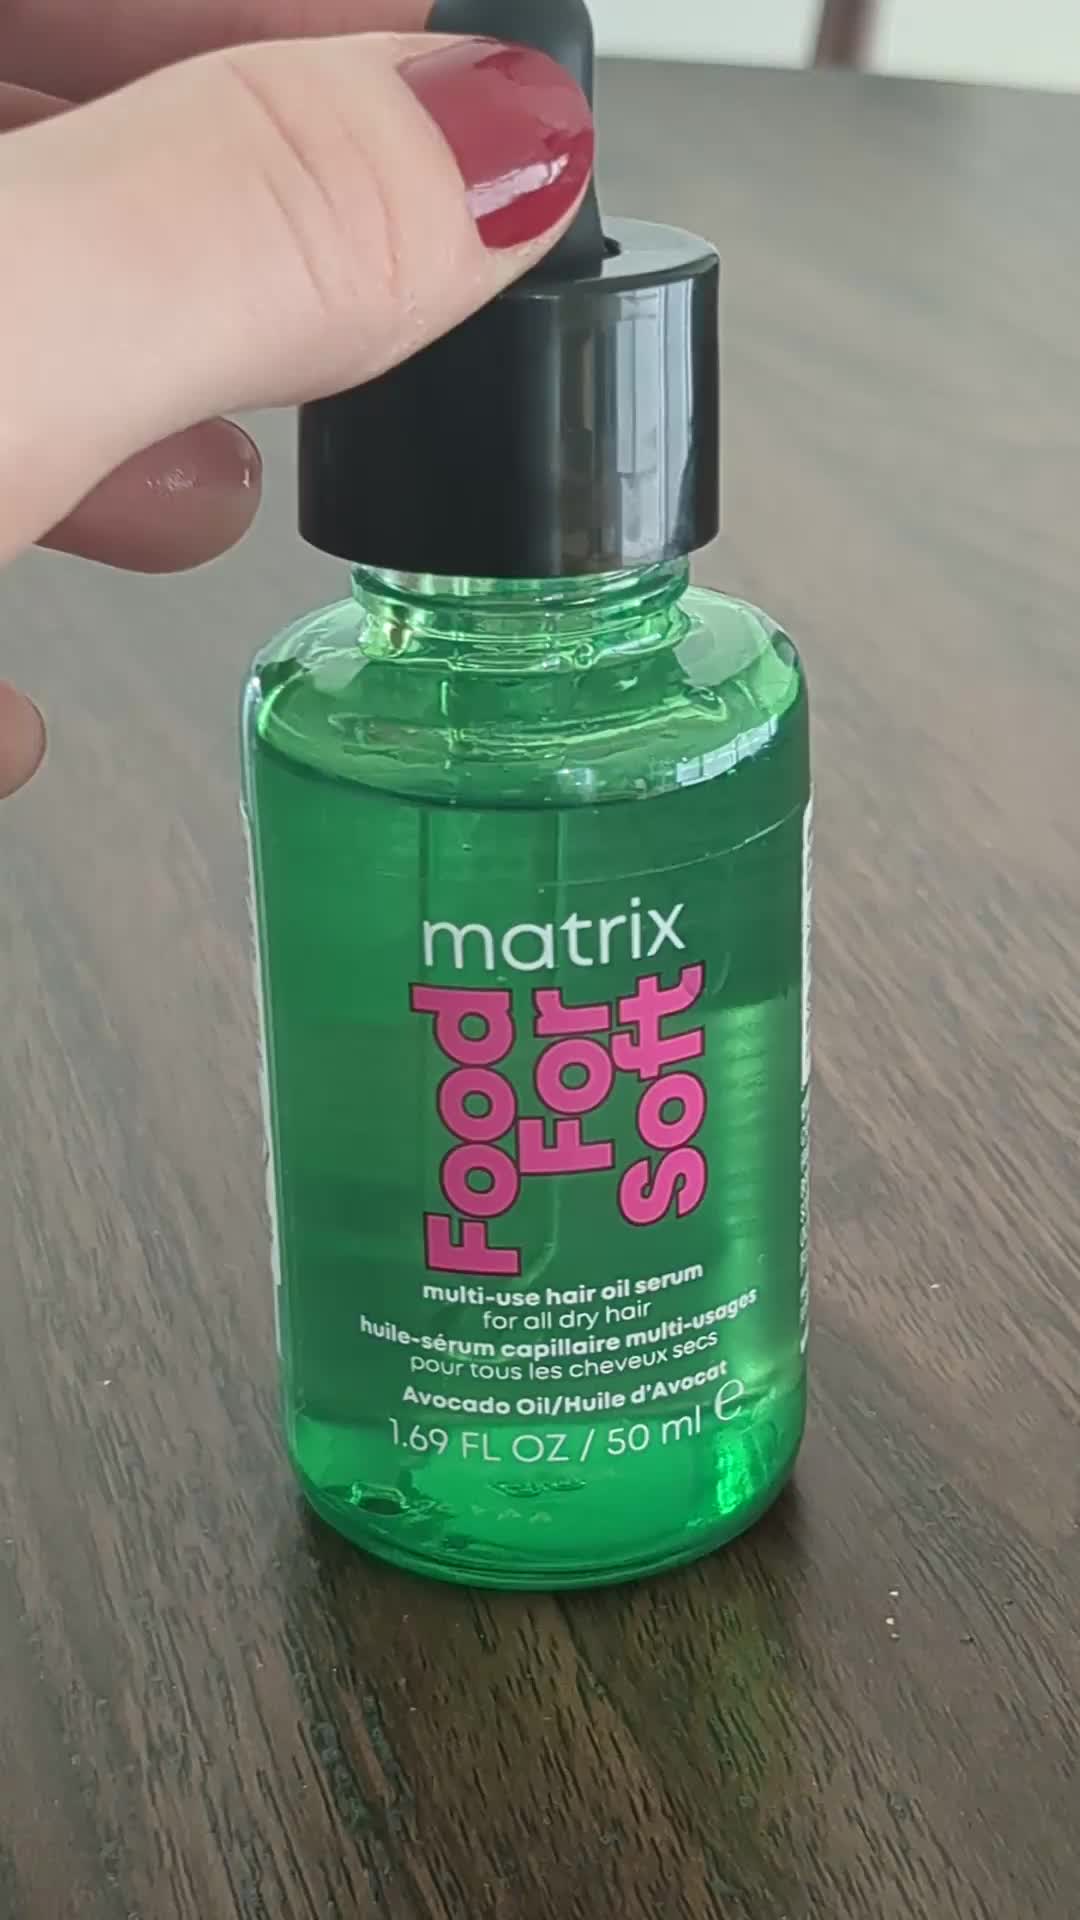 matrix
Food
For
Soft
multi-use hair oil serum
for all dry hair
huile-sérum capillaire multi-usages
pour tous les cheveux secs
Avocado Oil/Huile d'Avocat
1.69 FL OZ / 50 ml ℮